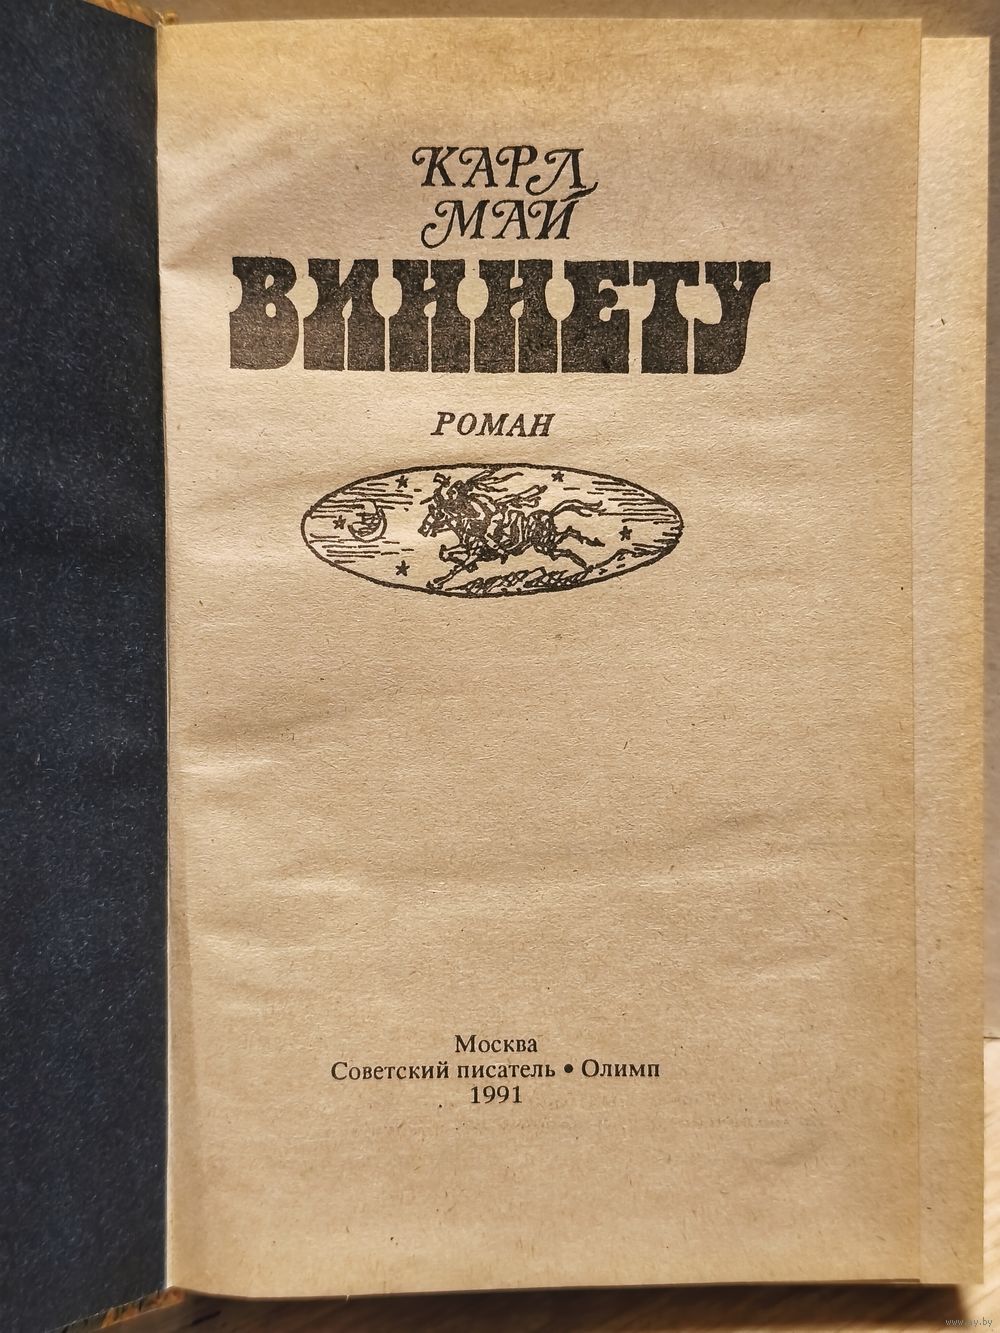 КАРЛ
МАЙ
ВИННЕТУ
РОМАН
Москва
Советский писатель • Олимп
1991